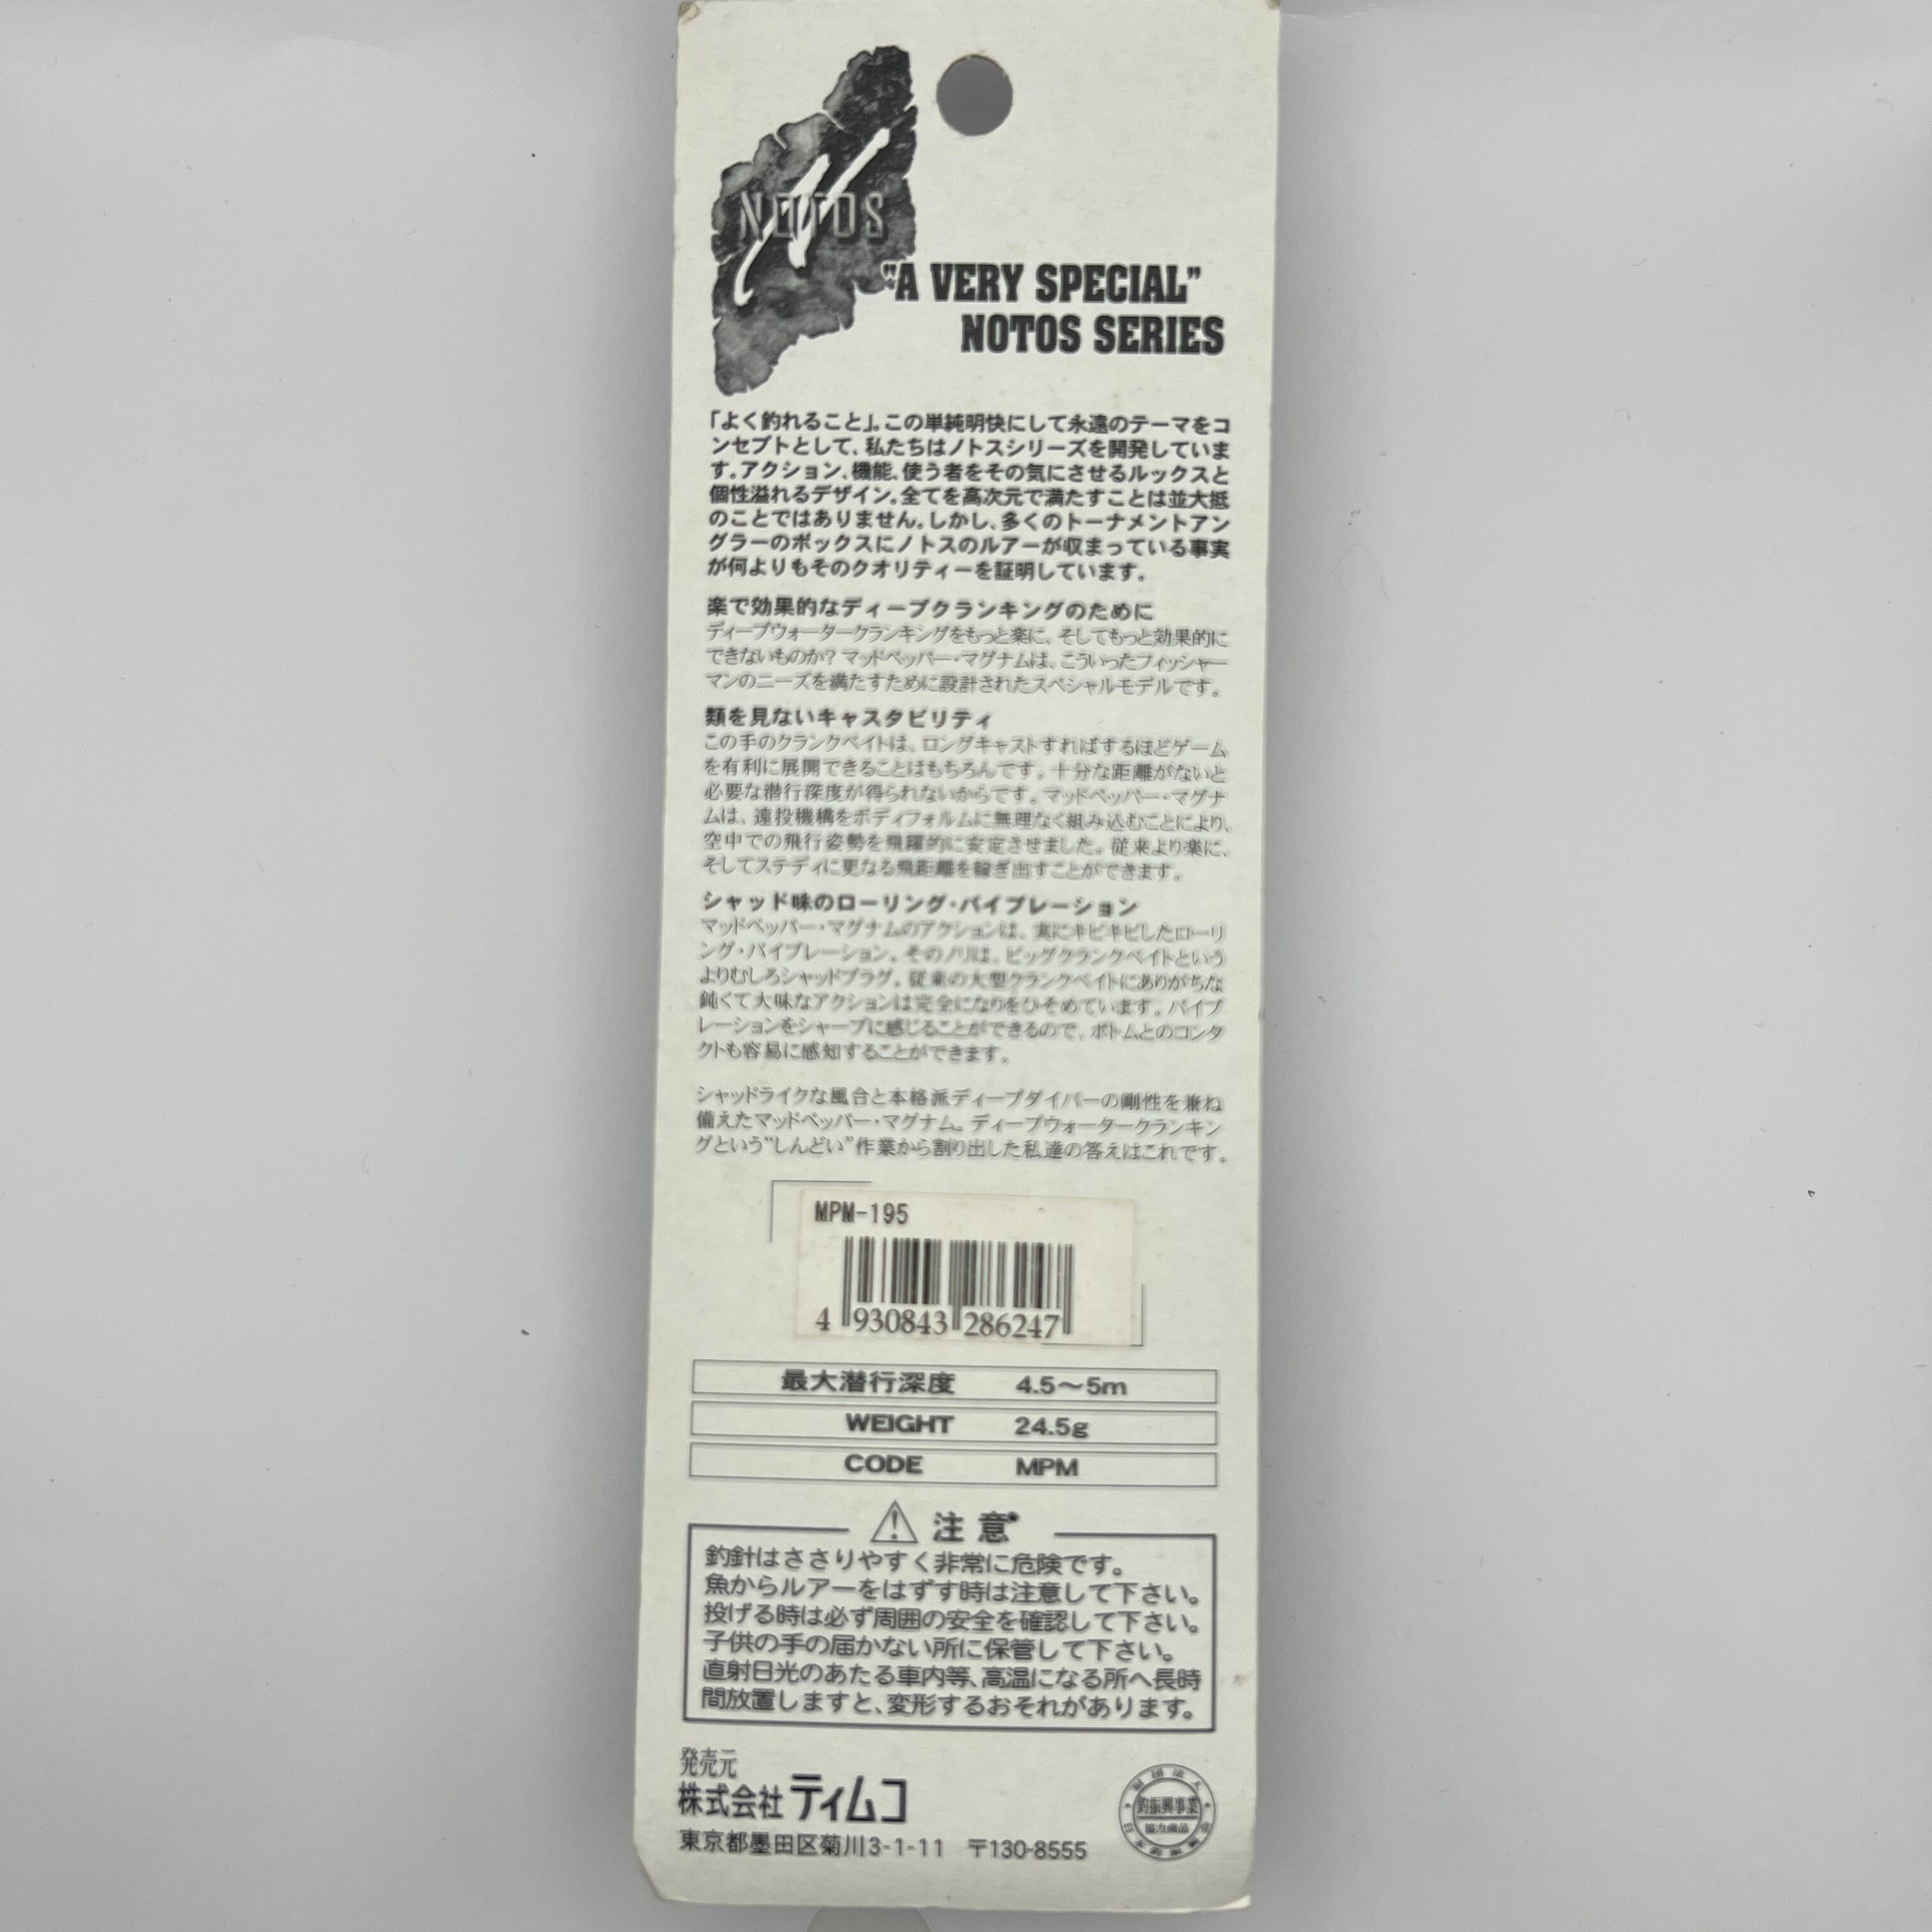 NOTOS
"A VERY SPECIAL"
NOTOS SERIES
「よく釣れること」。この単純明快にして永遠のテーマをコ
ンセプトとして、私たちはノトスシリーズを開発していま
す。アクション、機能、使う者をその気にさせるルックスと
個性溢れるデザイン。全てを高次元で満たすことは並大抵
のことではありません。しかし、多くのトーナメントアン
グラーのボックスにノトスのルアーが収まっている事実
が何よりもそのクオリティーを証明しています。
楽で効果的なディープクランキングのために
ディープウォータークランキングをもっと楽に、そしてもっと効果的に
できないものか？マッドペッパー・マグナムは、こういったフィッシャー
マンのニーズを満たすために設計されたスペシャルモデルです。
類を見ないキャスタビリティ
この手のクランクベイトは、ロングキャストすればするほどゲーム
を有利に展開できることはもちろんです。十分な距離がないと
必要な潜行深度が得られないからです。マッドペッパー・マグナ
ムは、遠投機構をボディフォルムに無理なく組み込むことにより、
空中での飛行姿勢を飛躍的に安定させました。従来より楽に、
そしてステディに更なる飛距離を稼ぎ出すことができます。
シャッド味のローリング・バイブレーション
マッドペッパー・マグナムのアクションは、実にキビキビしたローリ
ング・バイブレーション。そのノリは、ビッグクランクベイトという
よりむしろシャッドプラグ。従来の大型クランクベイトにありがちな
鈍くて大味なアクションは完全になりをひそめています。バイブ
レーションをシャープに感じることができるので、ボトムとのコンタ
クトも容易に感知することができます。
シャッドライクな風合と本格派ディープダイバーの剛性を兼ね
備えたマッドペッパー・マグナム。ディープウォータークランキン
グという"しんどい"作業から割り出した私達の答えはこれです。
MPM-195
4 930843 286247
最大潜行深度 4.5〜5m
WEIGHT 24.5g
CODE MPM
注意
釣針はささりやすく非常に危険です。
魚からルアーをはずす時は注意して下さい。
投げる時は必ず周囲の安全を確認して下さい。
子供の手の届かない所に保管して下さい。
直射日光のあたる車内等、高温になる所へ長時
間放置しますと、変形するおそれがあります。
発売元
株式会社ティムコ
東京都墨田区菊川3-1-11 〒130-8555
財団法人
釣振興事業
協力商品